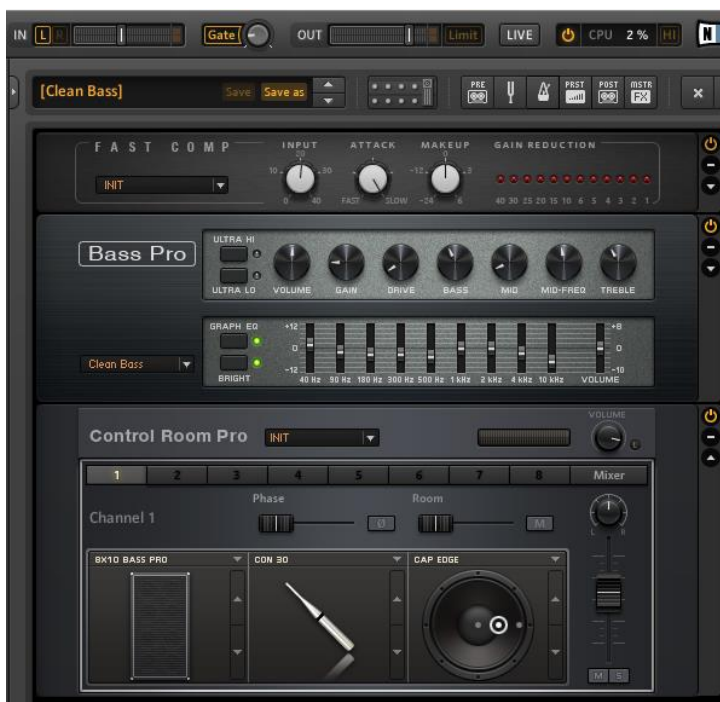 IN L R Gate OUT Limit LIVE CPU 2 % HI N
[Clean Bass] Save Save as PRE PRST POST MSTR FX ×
FAST COMP INPUT ATTACK MAKEUP GAIN REDUCTION
20 0
10 30 -12 3
INIT
0 40 FAST SLOW -24 6 40 30 25 20 15 10 6 5 4 3 2 1
Bass Pro
ULTRA HI
ULTRA LO VOLUME GAIN DRIVE BASS MID MID-FREQ TREBLE
GRAPH EQ +12 +8
0 0
Clean Bass
-12 -10
BRIGHT 40 Hz 90 Hz 180 Hz 300 Hz 500 Hz 1 kHz 2 kHz 4 kHz 10 kHz VOLUME
VOLUME
Control Room Pro INIT
1 2 3 4 5 6 7 8 Mixer
Phase Room
Channel 1 Ø M
L R
8X10 BASS PRO CON 30 CAP EDGE
M S